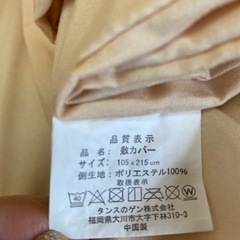 品質表示
品名：敷カバー
サイズ：105×215cm
側生地：ポリエステル100％
取扱表示
40
W
タンスのゲン株式会社
福岡県大川市大字下林310-3
中国製